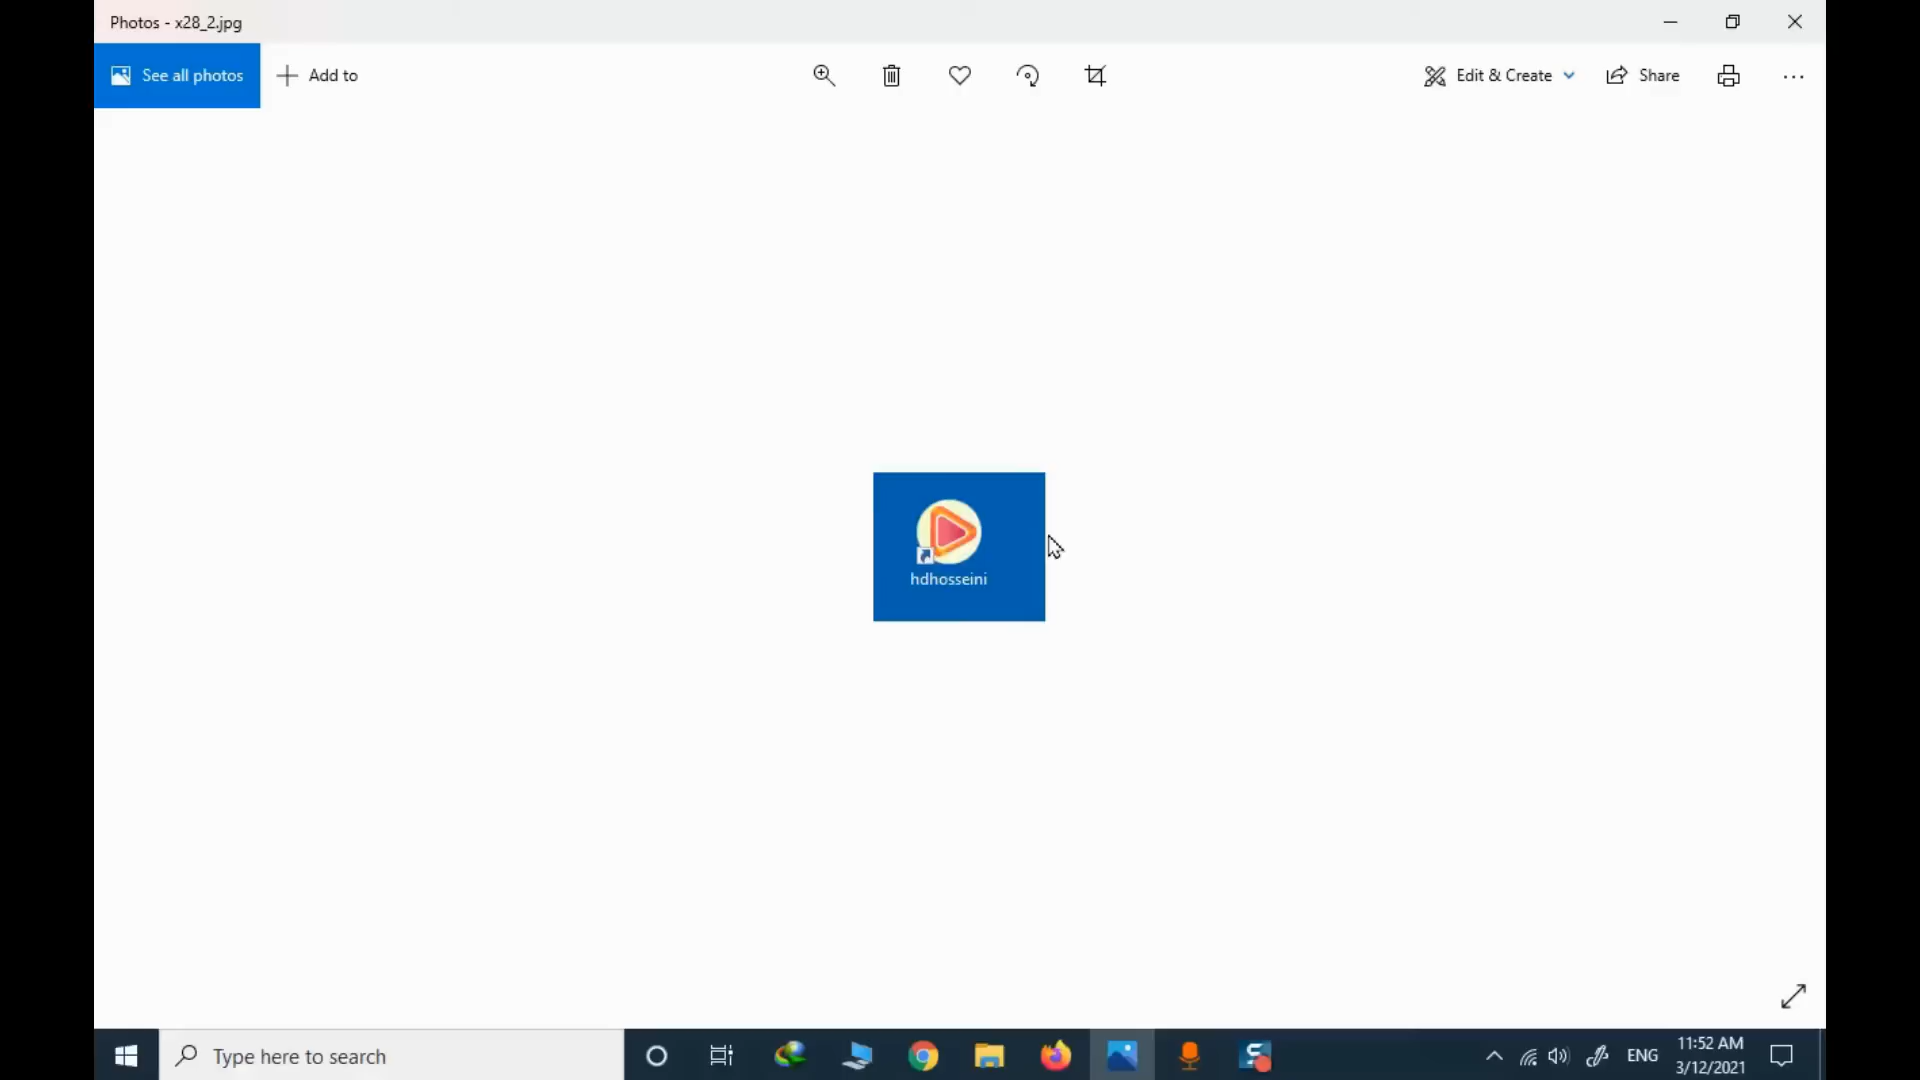 Photos - x28_2.jpg
See all photos
Add to
Edit & Create
Share
hdhosseini
Type here to search
ENG
11:52 AM
3/12/2021